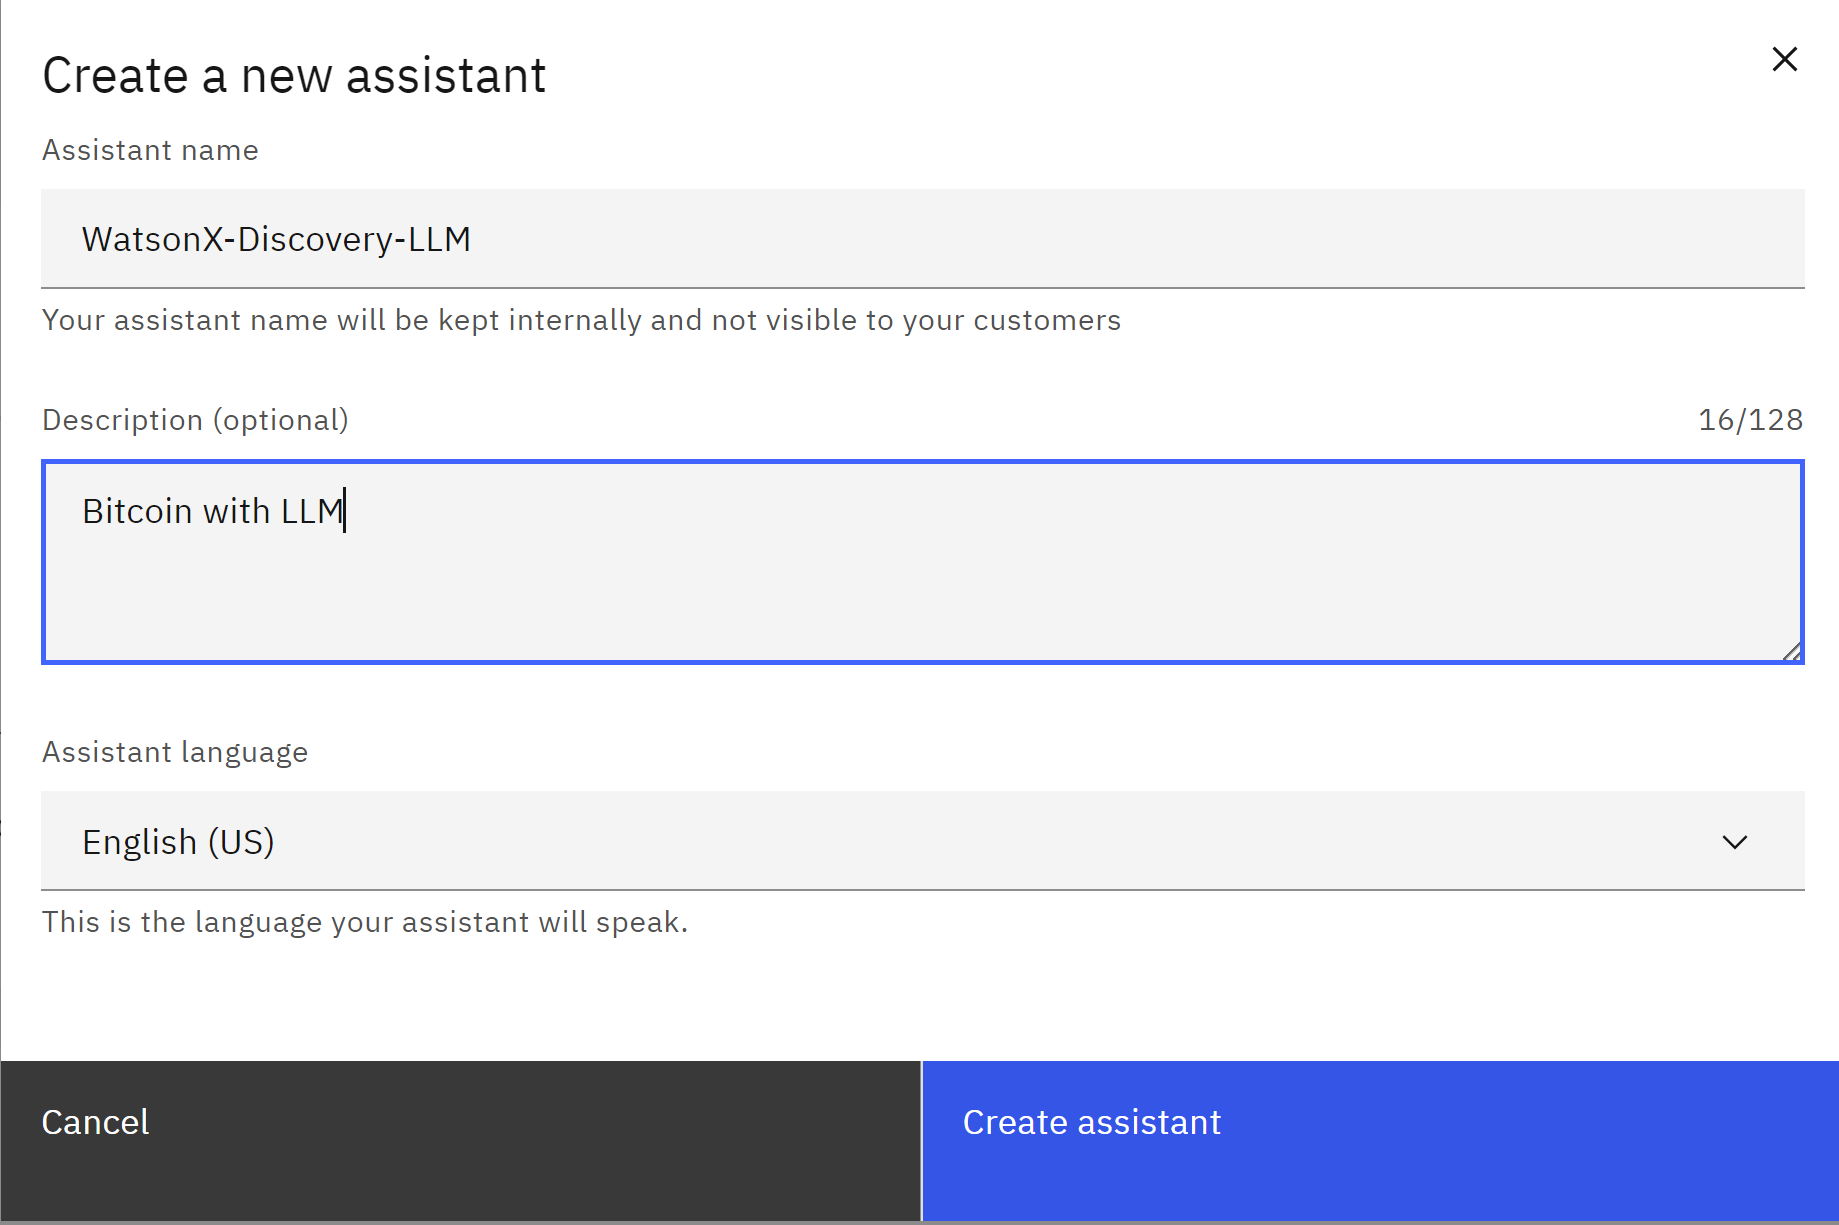 Create a new assistant
Assistant name
WatsonX-Discovery-LLM
Your assistant name will be kept internally and not visible to your customers
Description (optional)
16/128
Bitcoin with LLM
Assistant language
English (US)
This is the language your assistant will speak.
Cancel
Create assistant